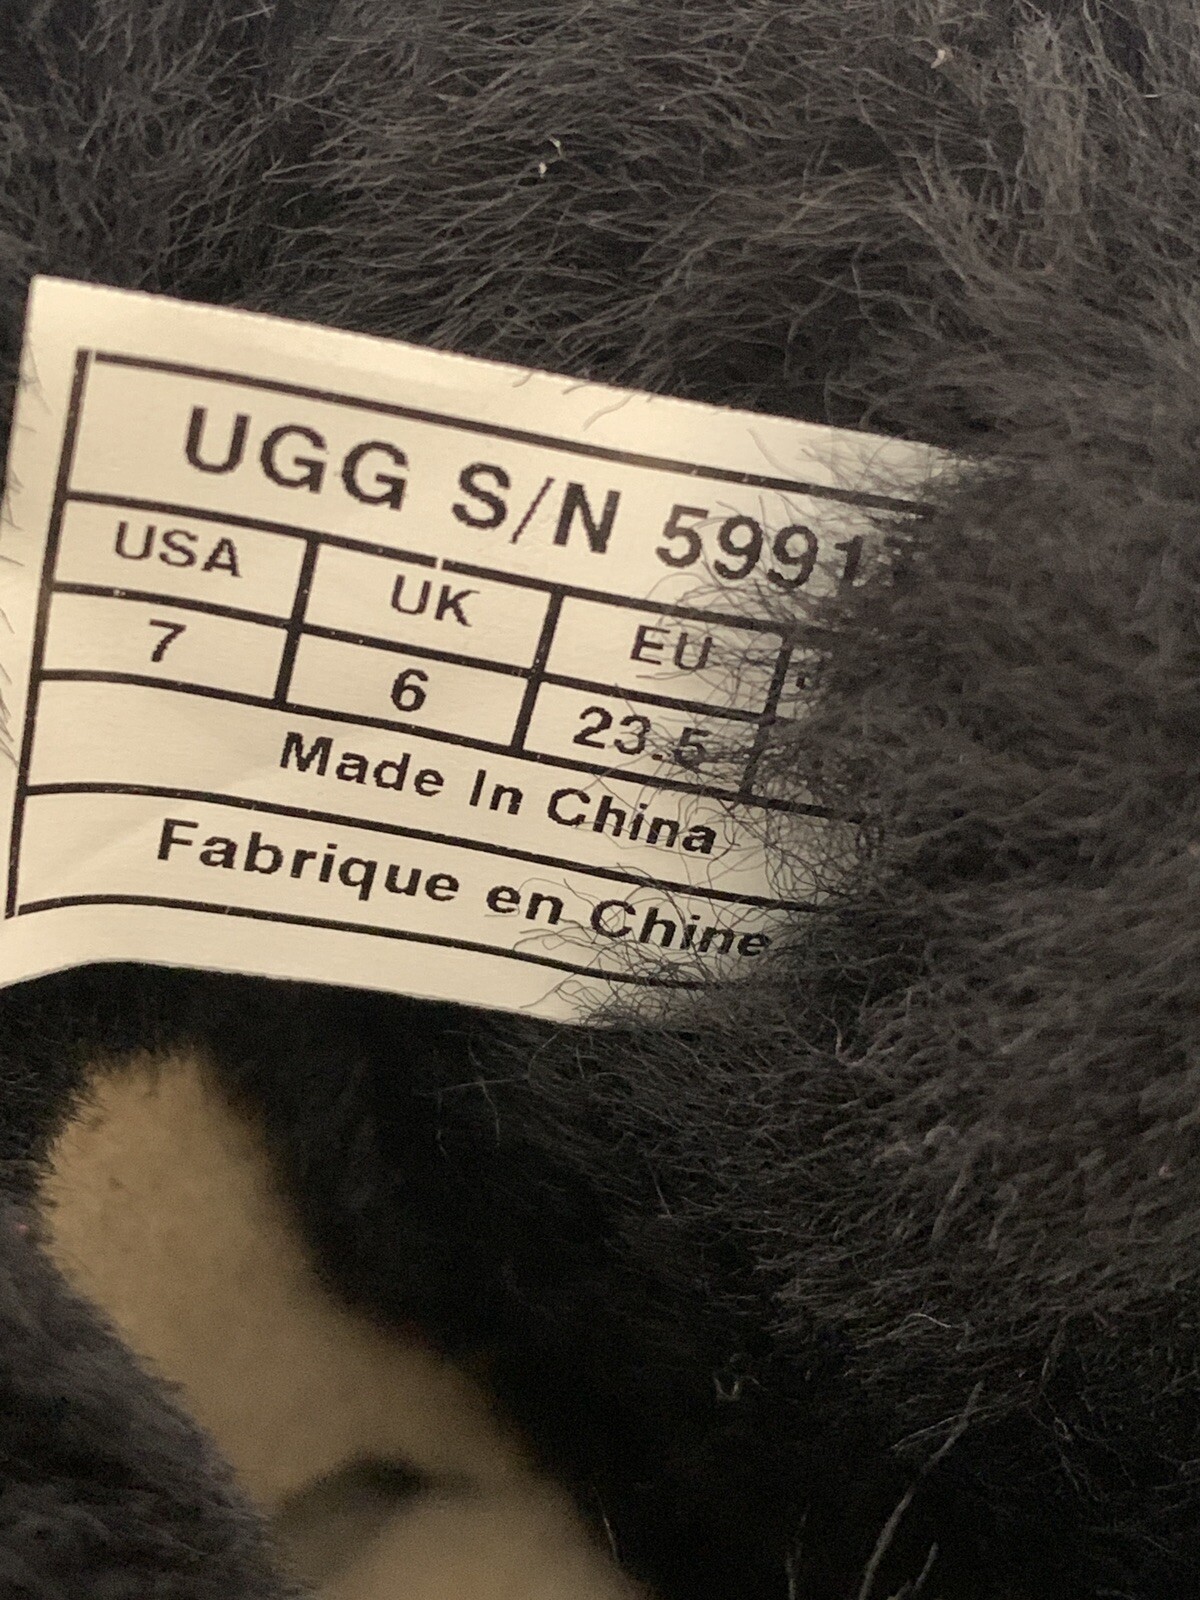 UGG S/N 5991
USA UK EU
7 6 23.5
Made In China
Fabrique en Chine